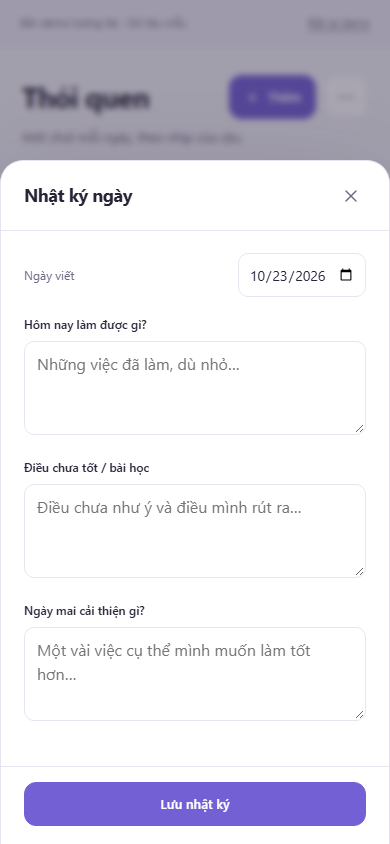 Thói quen
Thêm
Nhật ký ngày
Ngày viết
10/23/2026
Hôm nay làm được gì?
Những việc đã làm, dù nhỏ...
Điều chưa tốt / bài học
Điều chưa như ý và điều mình rút ra...
Ngày mai cải thiện gì?
Một vài việc cụ thể mình muốn làm tốt
hơn...
Lưu nhật ký